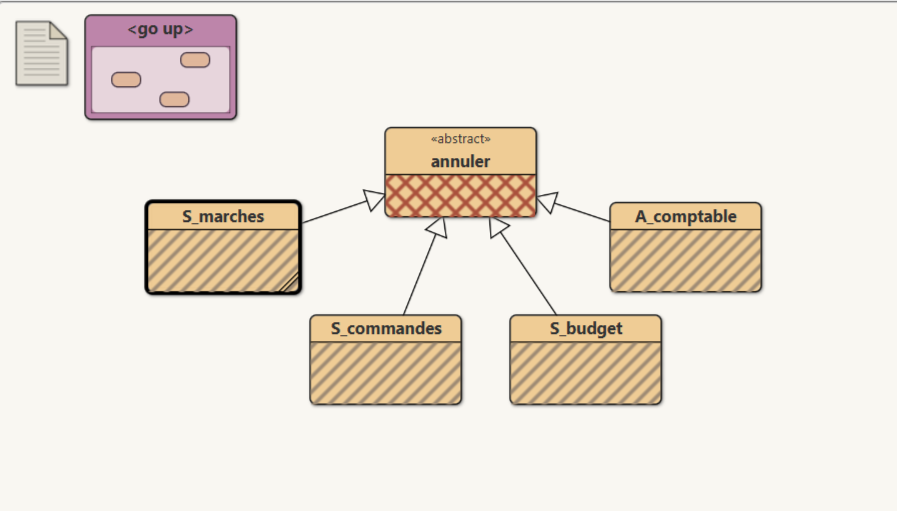 <go up>
«abstract»
annuler
S_marches
A_comptable
S_commandes
S_budget